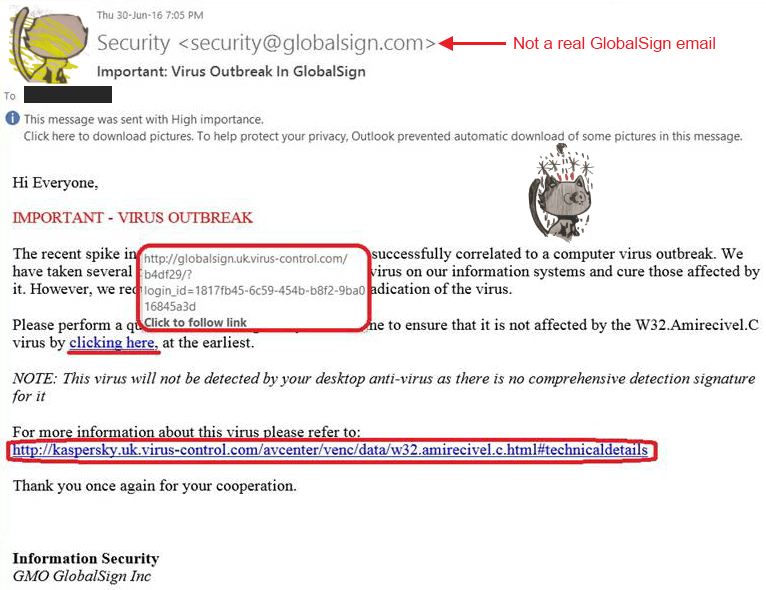 Thu 30-Jun-16 7:05 PM
Security <security@globalsign.com>
Not a real GlobalSign email
Important: Virus Outbreak In GlobalSign
To
This message was sent with High importance.
Click here to download pictures. To help protect your privacy, Outlook prevented automatic download of some pictures in this message.
Hi Everyone,
IMPORTANT - VIRUS OUTBREAK
The recent spike in successfully correlated to a computer virus outbreak. We
have taken several virus on our information systems and cure those affected by
it. However, we adication of the virus.
http://globalsign.uk.virus-control.com/
b4df29/?
login_id=1817fb45-6c59-454b-b8f2-9ba0
16845a3d
Click to follow link
Please perform a ne to ensure that it is not affected by the W32.Amirecivel.C
virus by clicking here, at the earliest.
NOTE: This virus will not be detected by your desktop anti-virus as there is no comprehensive detection signature
for it
For more information about this virus please refer to:
http://kaspersky.uk.virus-control.com/avcenter/venc/data/w32.amirecivel.c.html#technicaldetails
Thank you once again for your cooperation.
Information Security
GMO GlobalSign Inc